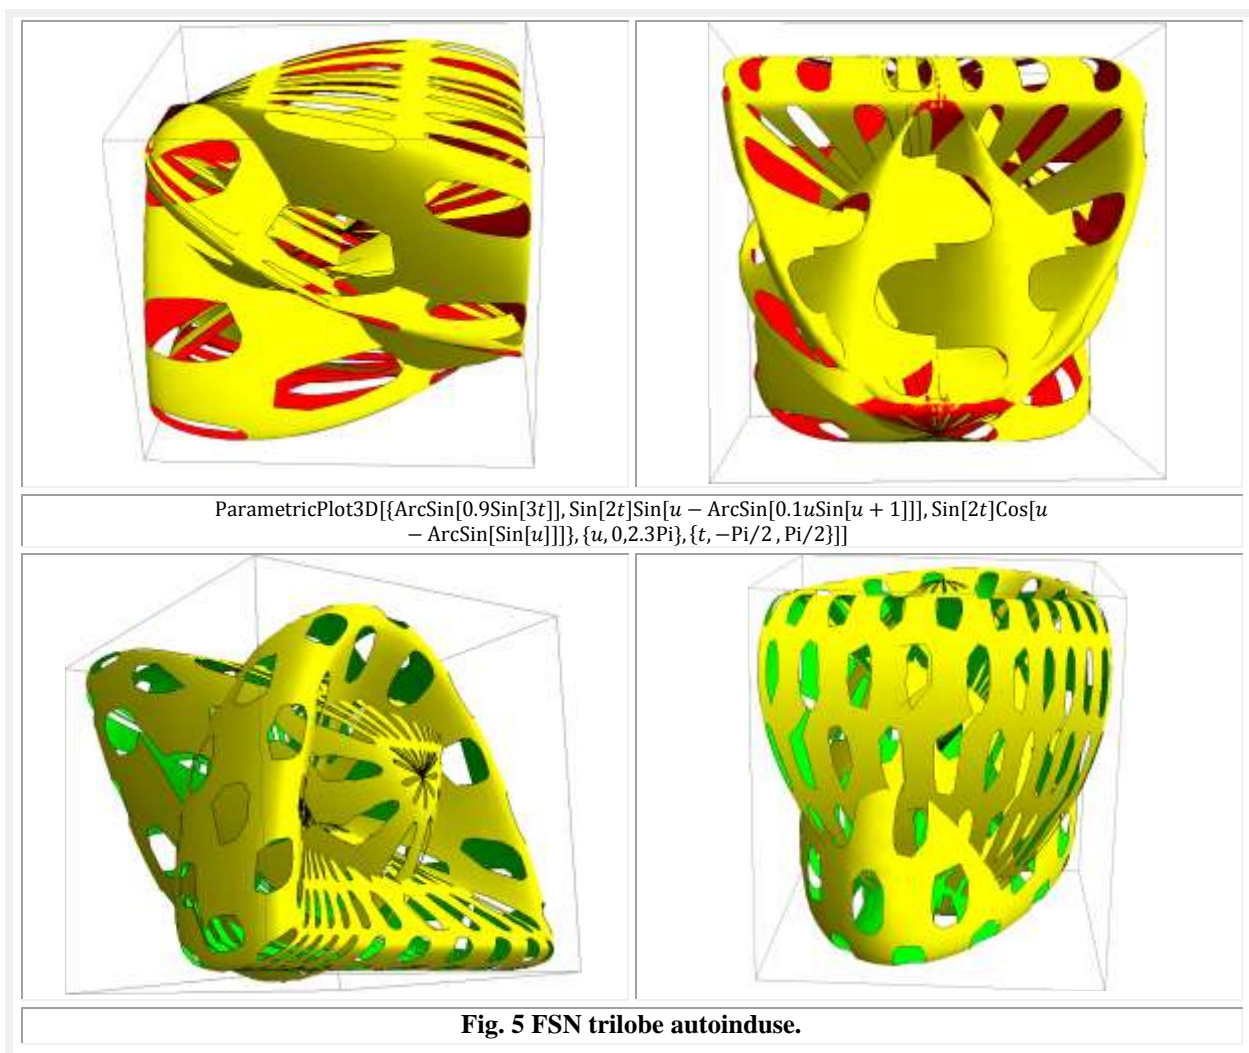 ParametricPlot3D[{ArcSin[0.9Sin[3t]], Sin[2t]Sin[u − ArcSin[0.1uSin[u + 1]]], Sin[2t]Cos[u
− ArcSin[Sin[u]]]}, {u, 0,2.3Pi}, {t, −Pi/2 , Pi/2}]]
Fig. 5 FSN trilobe autoinduse.